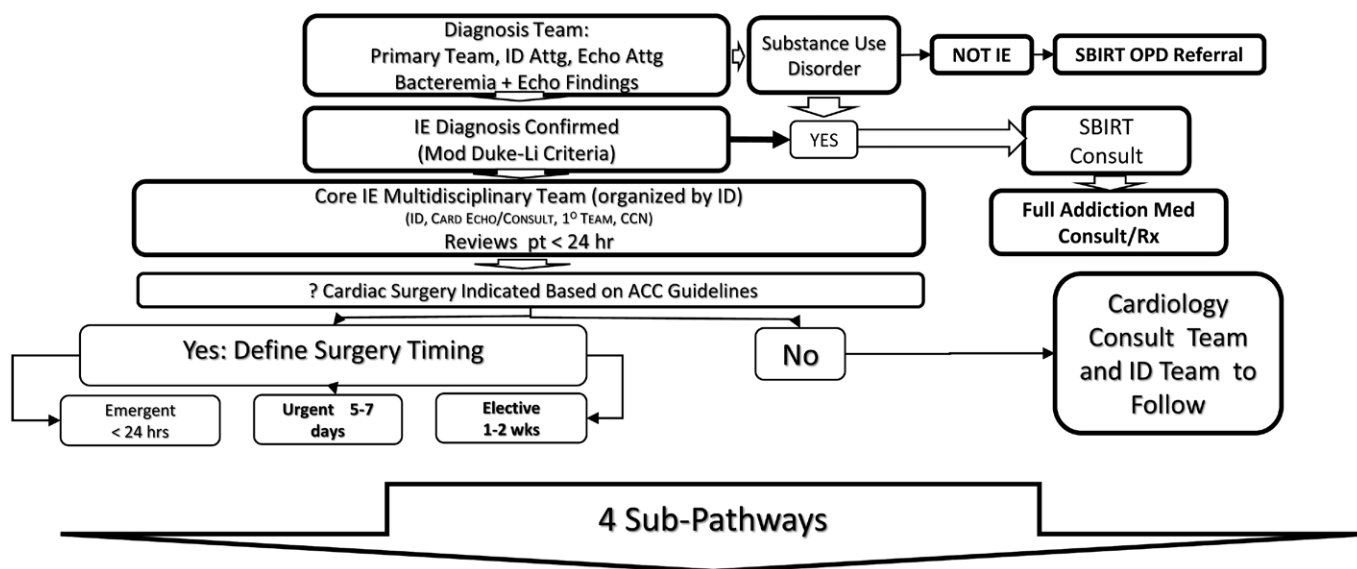 Diagnosis Team:
Primary Team, ID Attg, Echo Attg
Bacteremia + Echo Findings
Substance Use
Disorder
NOT IE
SBIRT OPD Referral
IE Diagnosis Confirmed
(Mod Duke-Li Criteria)
YES
SBIRT
Consult
Full Addiction Med
Consult/Rx
Core IE Multidisciplinary Team (organized by ID)
(ID, CARD ECHO/CONSULT, 1º TEAM, CCN)
Reviews pt < 24 hr
? Cardiac Surgery Indicated Based on ACC Guidelines
Yes: Define Surgery Timing
No
Cardiology
Consult Team
and ID Team to
Follow
Emergent
< 24 hrs
Urgent 5-7
days
Elective
1-2 wks
4 Sub-Pathways